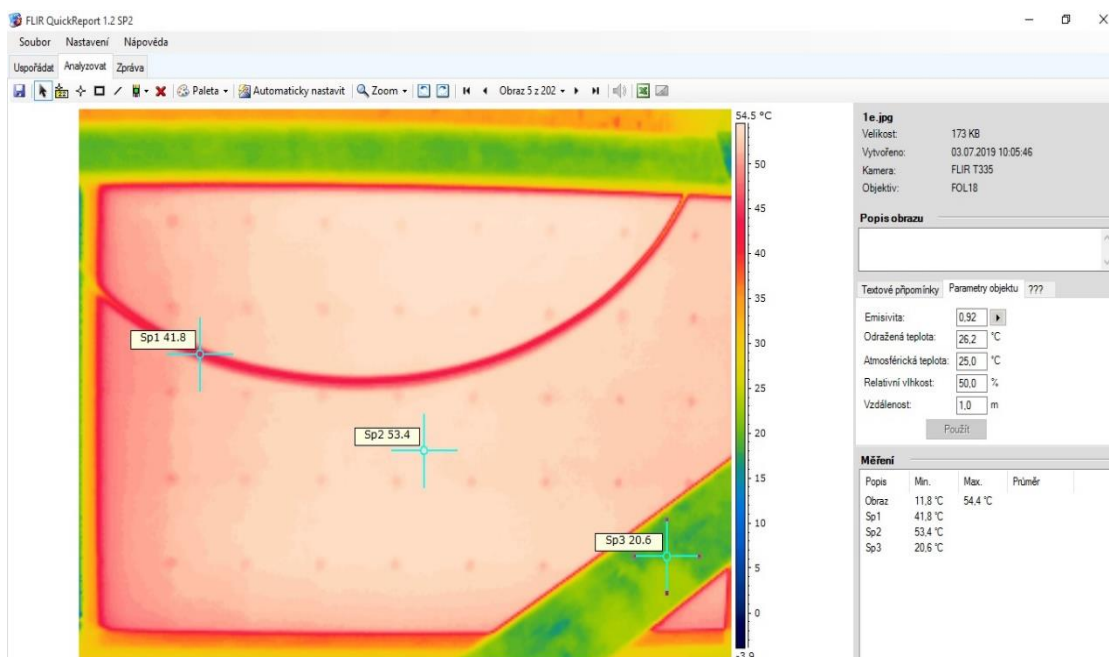 FLIR QuickReport 1.2 SP2
Soubor Nastavení Nápověda
Uspořádat Analyzovat Zpráva
Paleta Automaticky nastavit Zoom Obraz 5 z 202
54.5 °C
50
45
40
35
30
25
20
15
10
5
0
-3.9
Sp1 41.8
Sp2 53.4
Sp3 20.6
1e.jpg
Velikost: 173 KB
Vytvořeno: 03.07.2019 10:05:46
Kamera: FLIR T335
Objektiv: FOL18
Popis obrazu
Textové připomínky Parametry objektu ???
Emisivita: 0,92
Odražená teplota: 26,2 °C
Atmosférická teplota: 25,0 °C
Relativní vlhkost: 50,0 %
Vzdálenost: 1,0 m
Použít
Měření
Popis Min. Max. Průměr
Obraz 11,8 °C 54,4 °C
Sp1 41,8 °C
Sp2 53,4 °C
Sp3 20,6 °C